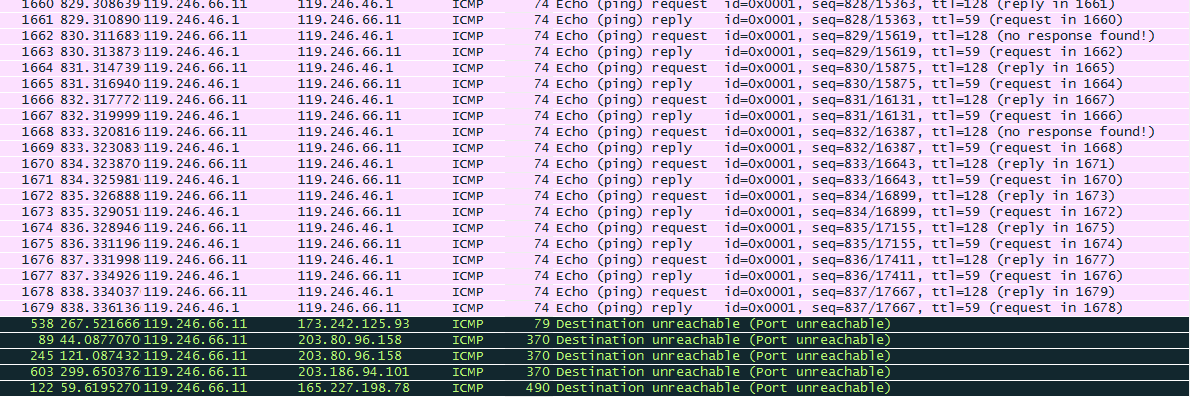 1660 829.308639 119.246.66.11 119.246.46.1 ICMP 74 Echo (ping) request id=0x0001, seq=828/15363, ttl=128 (reply in 1661)
1661 829.310890 119.246.46.1 119.246.66.11 ICMP 74 Echo (ping) reply id=0x0001, seq=828/15363, ttl=59 (request in 1660)
1662 830.311683 119.246.66.11 119.246.46.1 ICMP 74 Echo (ping) request id=0x0001, seq=829/15619, ttl=128 (no response found!)
1663 830.313873 119.246.46.1 119.246.66.11 ICMP 74 Echo (ping) reply id=0x0001, seq=829/15619, ttl=59 (request in 1662)
1664 831.314739 119.246.66.11 119.246.46.1 ICMP 74 Echo (ping) request id=0x0001, seq=830/15875, ttl=128 (reply in 1665)
1665 831.316940 119.246.46.1 119.246.66.11 ICMP 74 Echo (ping) reply id=0x0001, seq=830/15875, ttl=59 (request in 1664)
1666 832.317772 119.246.66.11 119.246.46.1 ICMP 74 Echo (ping) request id=0x0001, seq=831/16131, ttl=128 (reply in 1667)
1667 832.319999 119.246.46.1 119.246.66.11 ICMP 74 Echo (ping) reply id=0x0001, seq=831/16131, ttl=59 (request in 1666)
1668 833.320816 119.246.66.11 119.246.46.1 ICMP 74 Echo (ping) request id=0x0001, seq=832/16387, ttl=128 (no response found!)
1669 833.323083 119.246.46.1 119.246.66.11 ICMP 74 Echo (ping) reply id=0x0001, seq=832/16387, ttl=59 (request in 1668)
1670 834.323870 119.246.66.11 119.246.46.1 ICMP 74 Echo (ping) request id=0x0001, seq=833/16643, ttl=128 (reply in 1671)
1671 834.325981 119.246.46.1 119.246.66.11 ICMP 74 Echo (ping) reply id=0x0001, seq=833/16643, ttl=59 (request in 1670)
1672 835.326888 119.246.66.11 119.246.46.1 ICMP 74 Echo (ping) request id=0x0001, seq=834/16899, ttl=128 (reply in 1673)
1673 835.329051 119.246.46.1 119.246.66.11 ICMP 74 Echo (ping) reply id=0x0001, seq=834/16899, ttl=59 (request in 1672)
1674 836.328946 119.246.66.11 119.246.46.1 ICMP 74 Echo (ping) request id=0x0001, seq=835/17155, ttl=128 (reply in 1675)
1675 836.331196 119.246.46.1 119.246.66.11 ICMP 74 Echo (ping) reply id=0x0001, seq=835/17155, ttl=59 (request in 1674)
1676 837.331998 119.246.66.11 119.246.46.1 ICMP 74 Echo (ping) request id=0x0001, seq=836/17411, ttl=128 (reply in 1677)
1677 837.334926 119.246.46.1 119.246.66.11 ICMP 74 Echo (ping) reply id=0x0001, seq=836/17411, ttl=59 (request in 1676)
1678 838.334037 119.246.66.11 119.246.46.1 ICMP 74 Echo (ping) request id=0x0001, seq=837/17667, ttl=128 (reply in 1679)
1679 838.336136 119.246.46.1 119.246.66.11 ICMP 74 Echo (ping) reply id=0x0001, seq=837/17667, ttl=59 (request in 1678)
538 267.521666 119.246.66.11 173.242.125.93 ICMP 79 Destination unreachable (Port unreachable)
89 44.0877070 119.246.66.11 203.80.96.158 ICMP 370 Destination unreachable (Port unreachable)
245 121.087432 119.246.66.11 203.80.96.158 ICMP 370 Destination unreachable (Port unreachable)
603 299.650376 119.246.66.11 203.186.94.101 ICMP 370 Destination unreachable (Port unreachable)
122 59.6195270 119.246.66.11 165.227.198.78 ICMP 490 Destination unreachable (Port unreachable)